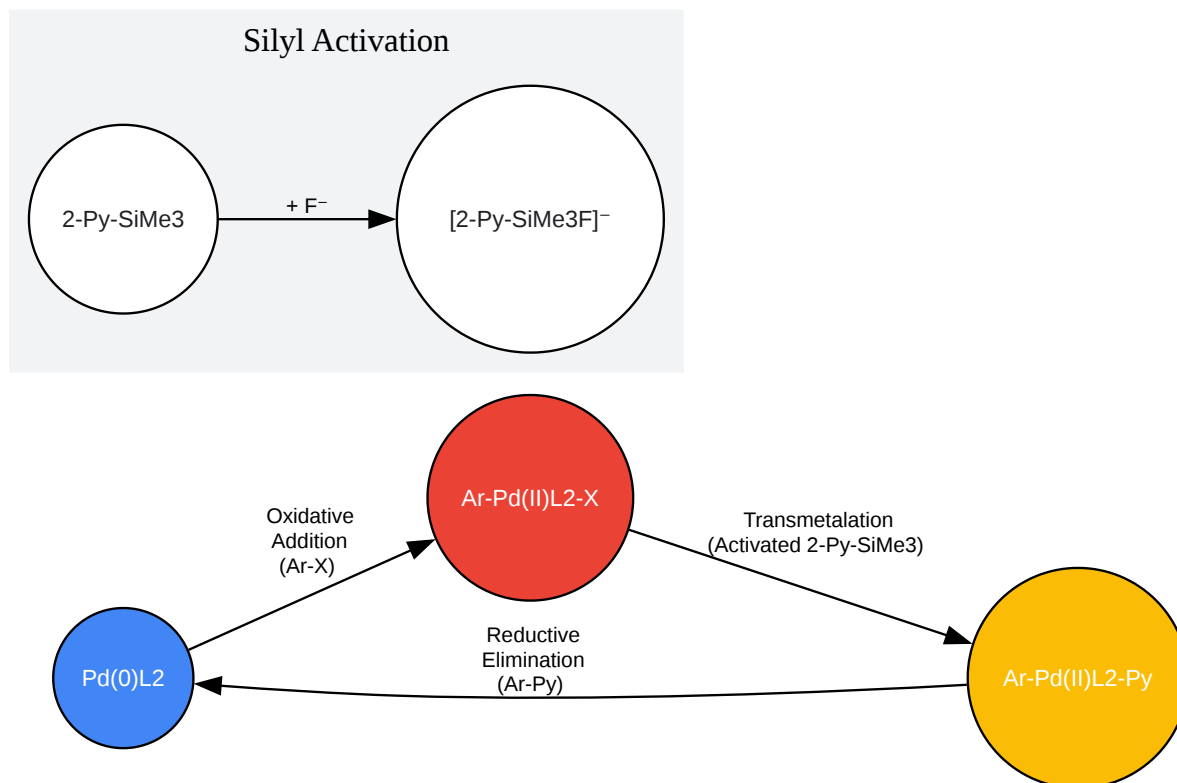 Silyl Activation
2-Py-SiMe3
+ F⁻
[2-Py-SiMe3F]⁻
Ar-Pd(II)L2-X
Oxidative
Addition
(Ar-X)
Transmetalation
(Activated 2-Py-SiMe3)
Reductive
Elimination
(Ar-Py)
Pd(0)L2
Ar-Pd(II)L2-Py